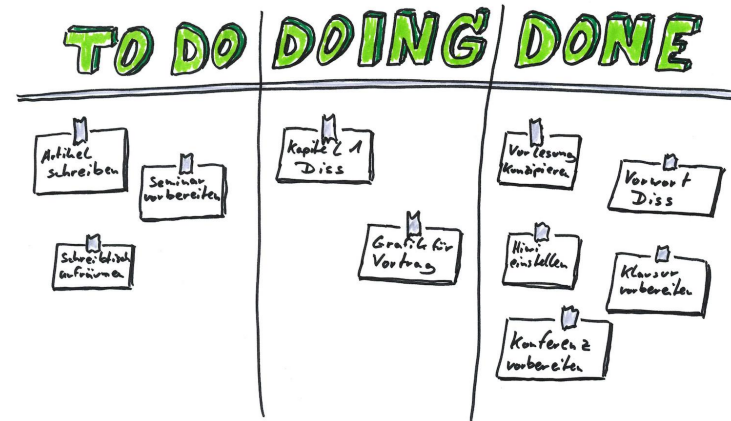 TO DO
DOING
DONE
Artikel
schreiben
Seminar
vorbereiten
Schreibtisch
aufräumen
Kapitel 1
Diss
Grafik für
Vortrag
Vorlesung
Konzipieren
Vorwort
Diss
Hiwi
einstellen
Klausur
vorbereiten
Konferenz
vorbereiten